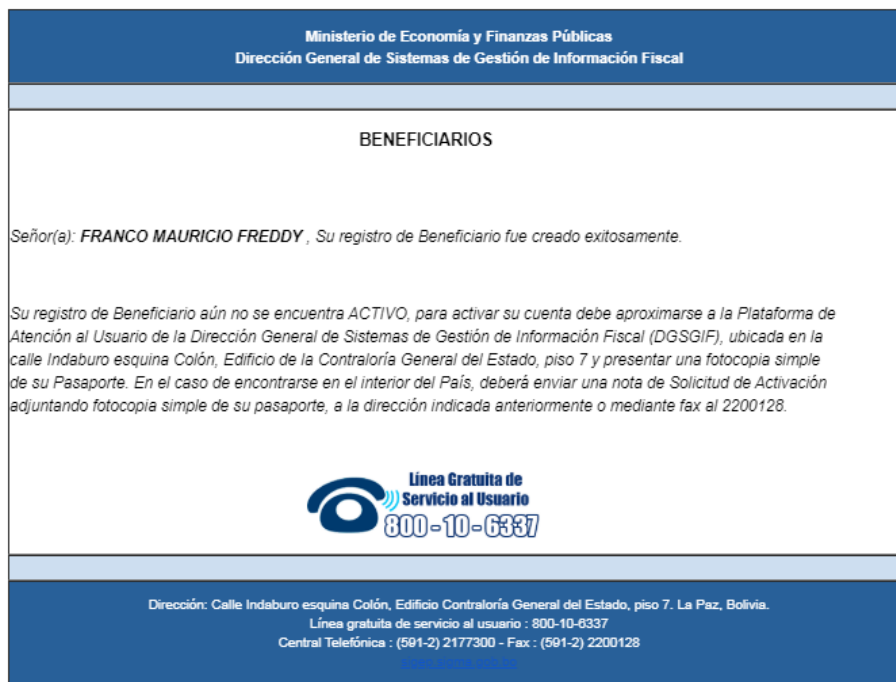 Ministerio de Economía y Finanzas Públicas
Dirección General de Sistemas de Gestión de Información Fiscal
BENEFICIARIOS
Señor(a): FRANCO MAURICIO FREDDY , Su registro de Beneficiario fue creado exitosamente.
Su registro de Beneficiario aún no se encuentra ACTIVO, para activar su cuenta debe aproximarse a la Plataforma de
Atención al Usuario de la Dirección General de Sistemas de Gestión de Información Fiscal (DGSGIF), ubicada en la
calle Indaburo esquina Colón, Edificio de la Contraloría General del Estado, piso 7 y presentar una fotocopia simple
de su Pasaporte. En el caso de encontrarse en el interior del País, deberá enviar una nota de Solicitud de Activación
adjuntando fotocopia simple de su pasaporte, a la dirección indicada anteriormente o mediante fax al 2200128.
Línea Gratuita de
Servicio al Usuario
800-10-6337
Dirección: Calle Indaburo esquina Colón, Edificio Contraloría General del Estado, piso 7. La Paz, Bolivia.
Línea gratuita de servicio al usuario : 800-10-6337
Central Telefónica : (591-2) 2177300 - Fax : (591-2) 2200128